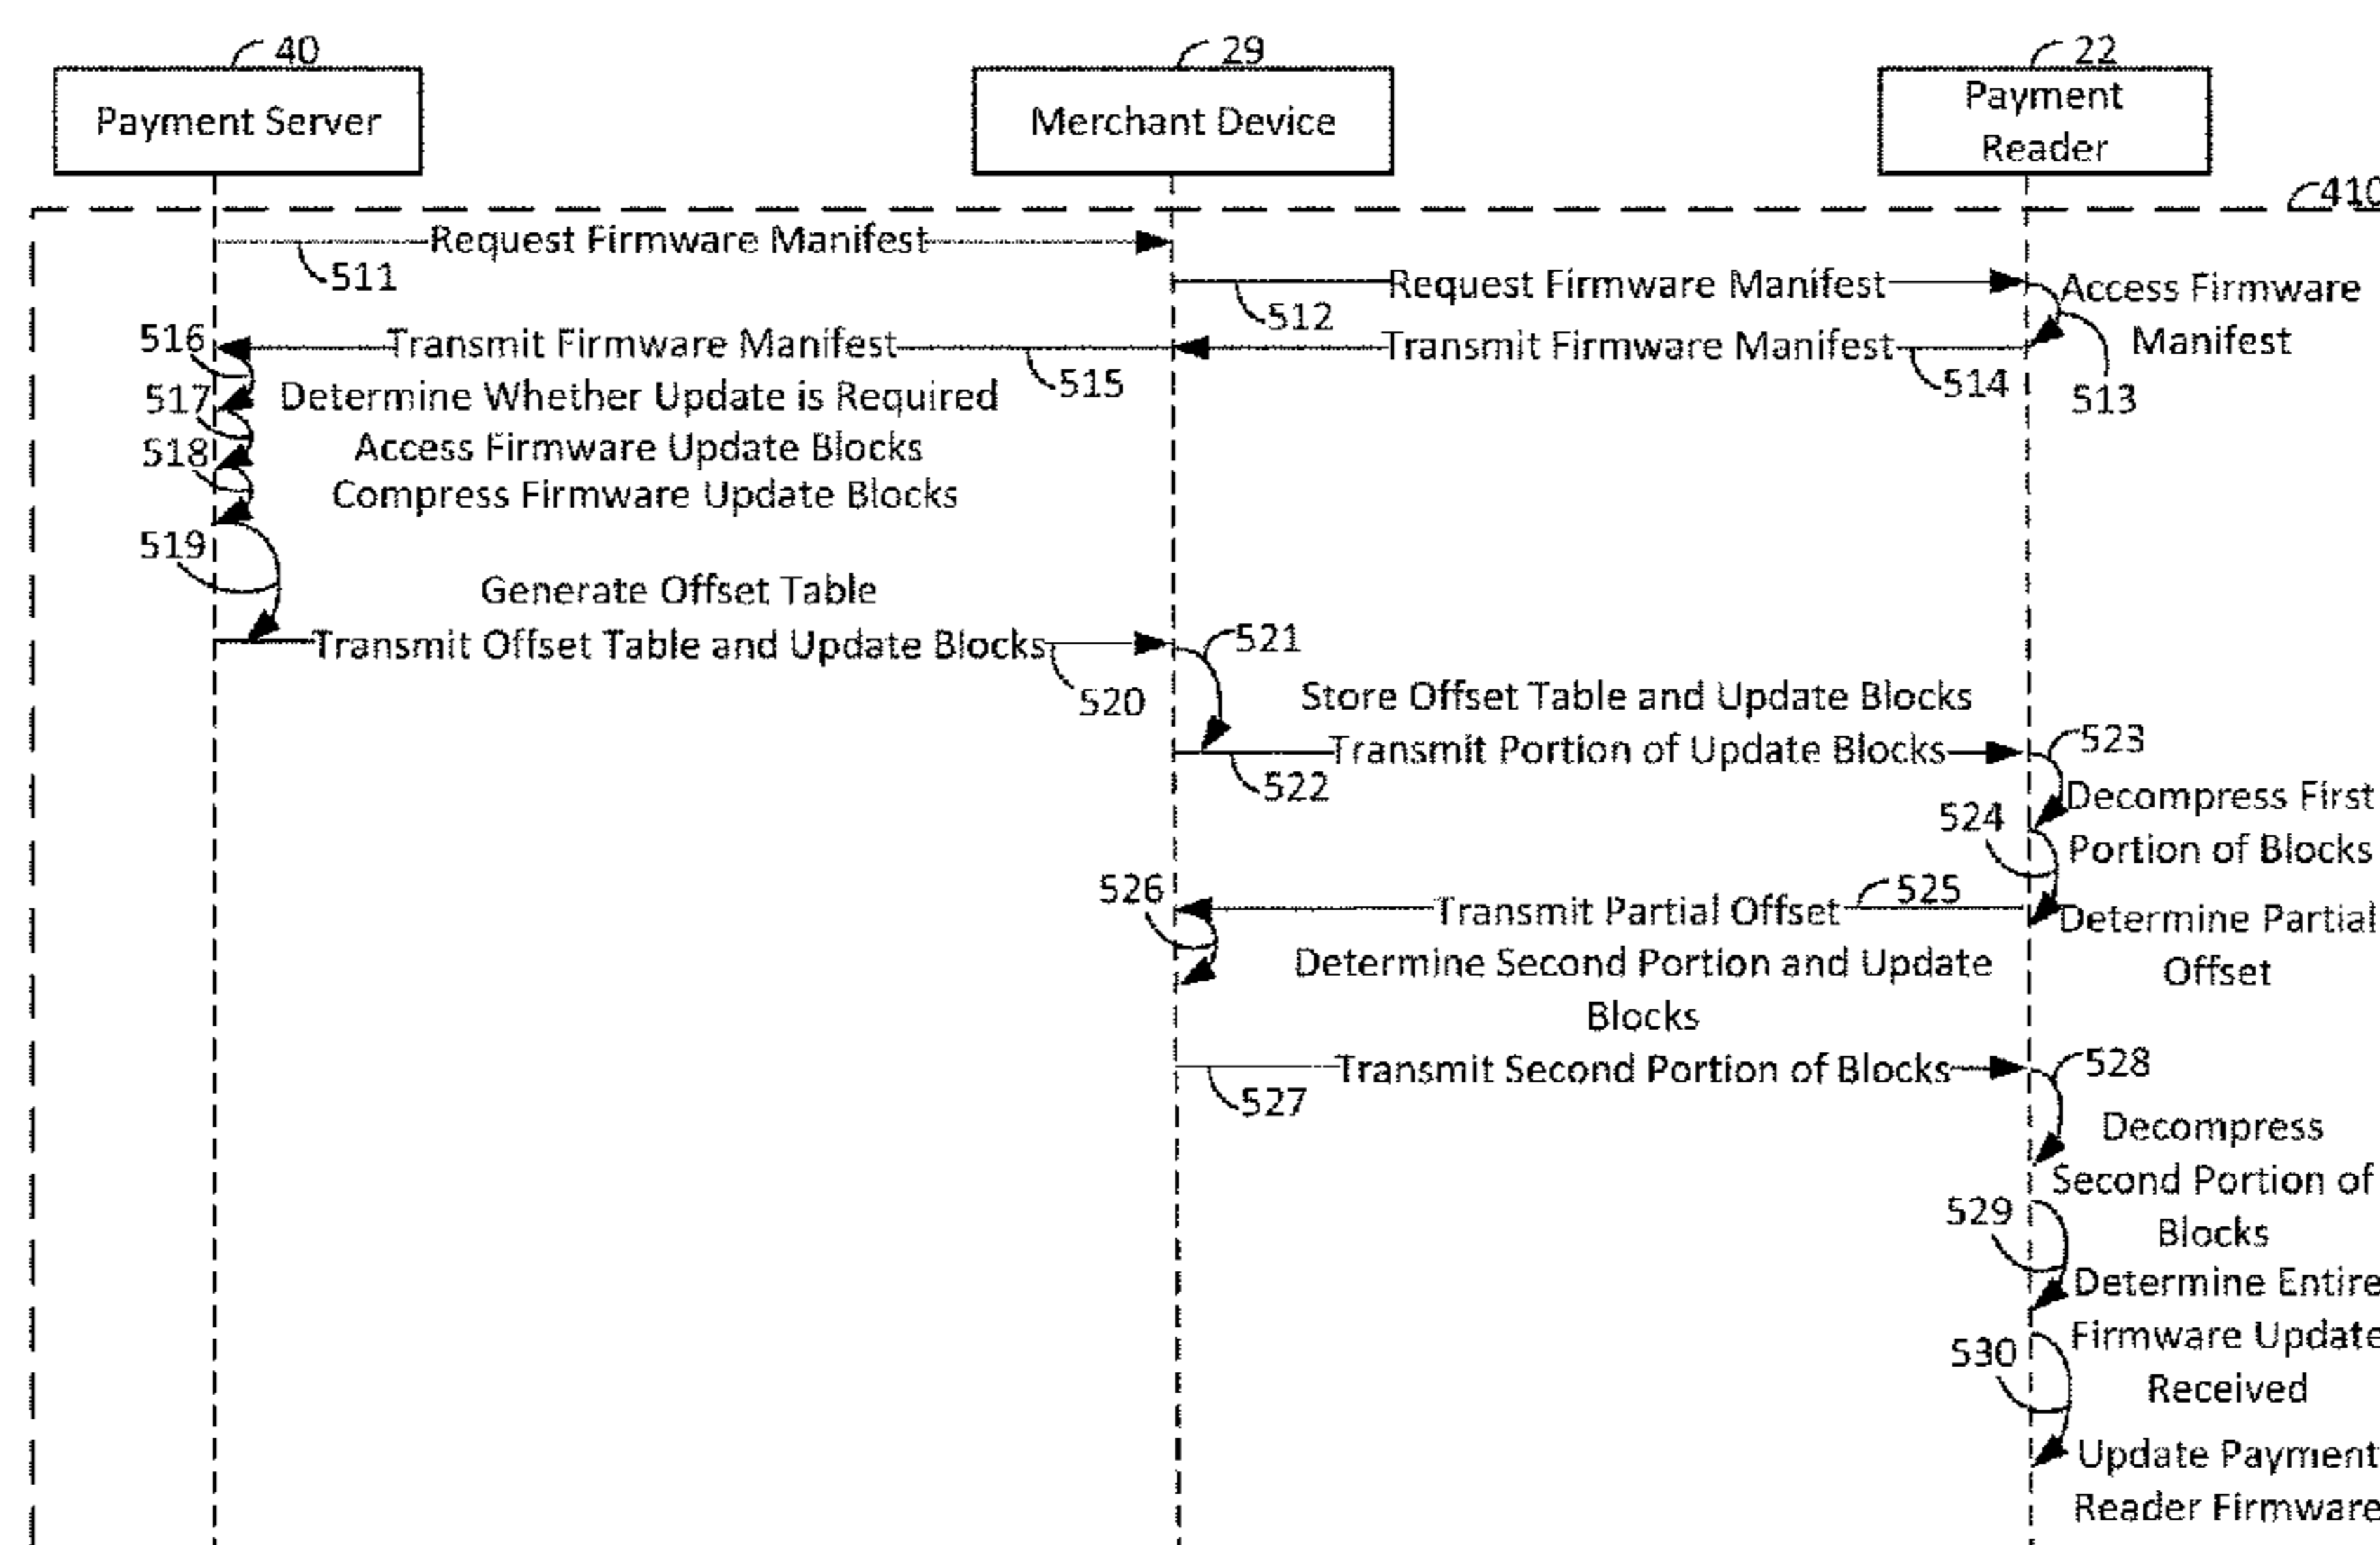 40
29
22
Payment Server
Merchant Device
Payment
Reader
410
Request Firmware Manifest
511
Request Firmware Manifest
512
Access Firmware
Manifest
513
516
Transmit Firmware Manifest
515
Transmit Firmware Manifest
514
517
Determine Whether Update is Required
518
Access Firmware Update Blocks
Compress Firmware Update Blocks
519
Generate Offset Table
Transmit Offset Table and Update Blocks
520
521
Store Offset Table and Update Blocks
Transmit Portion of Update Blocks
522
523
Decompress First
Portion of Blocks
524
526
Transmit Partial Offset
525
Determine Partial
Offset
Determine Second Portion and Update
Blocks
Transmit Second Portion of Blocks
527
528
Decompress
Second Portion of
Blocks
529
Determine Entire
Firmware Update
Received
530
Update Payment
Reader Firmware